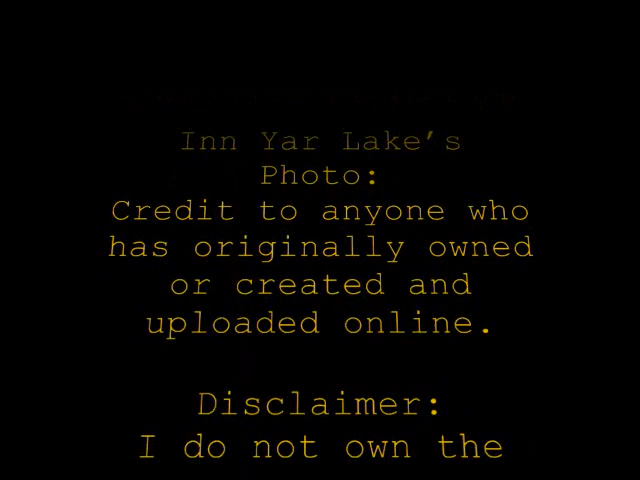 Inn Yar Lake’s
Photo:
Credit to anyone who
has originally owned
or created and
uploaded online.
Disclaimer:
I do not own the